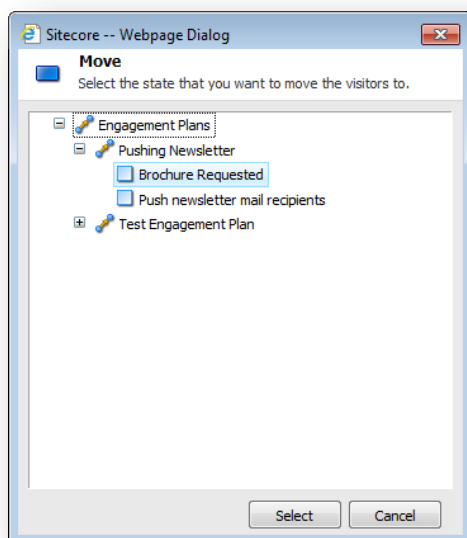 Sitecore -- Webpage Dialog
Move
Select the state that you want to move the visitors to.
Engagement Plans
Pushing Newsletter
Brochure Requested
Push newsletter mail recipients
Test Engagement Plan
Select Cancel